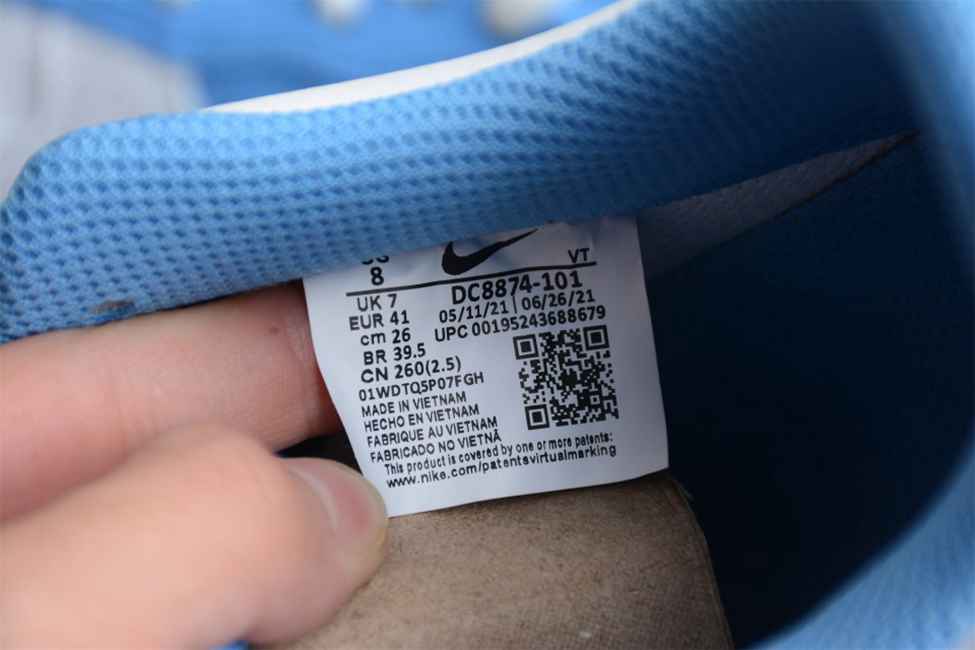 8
VT
UK 7
DC8874-101
EUR 41
05/11/21 | 06/26/21
cm 26
UPC 00195243688679
BR 39.5
CN 260(2.5)
01WDTQ5P07FGH
MADE IN VIETNAM
HECHO EN VIETNAM
FABRIQUE AU VIETNAM
FABRICADO NO VIETNÃ
This product is covered by one or more patents:
www.nike.com/patentsvirtualmarking